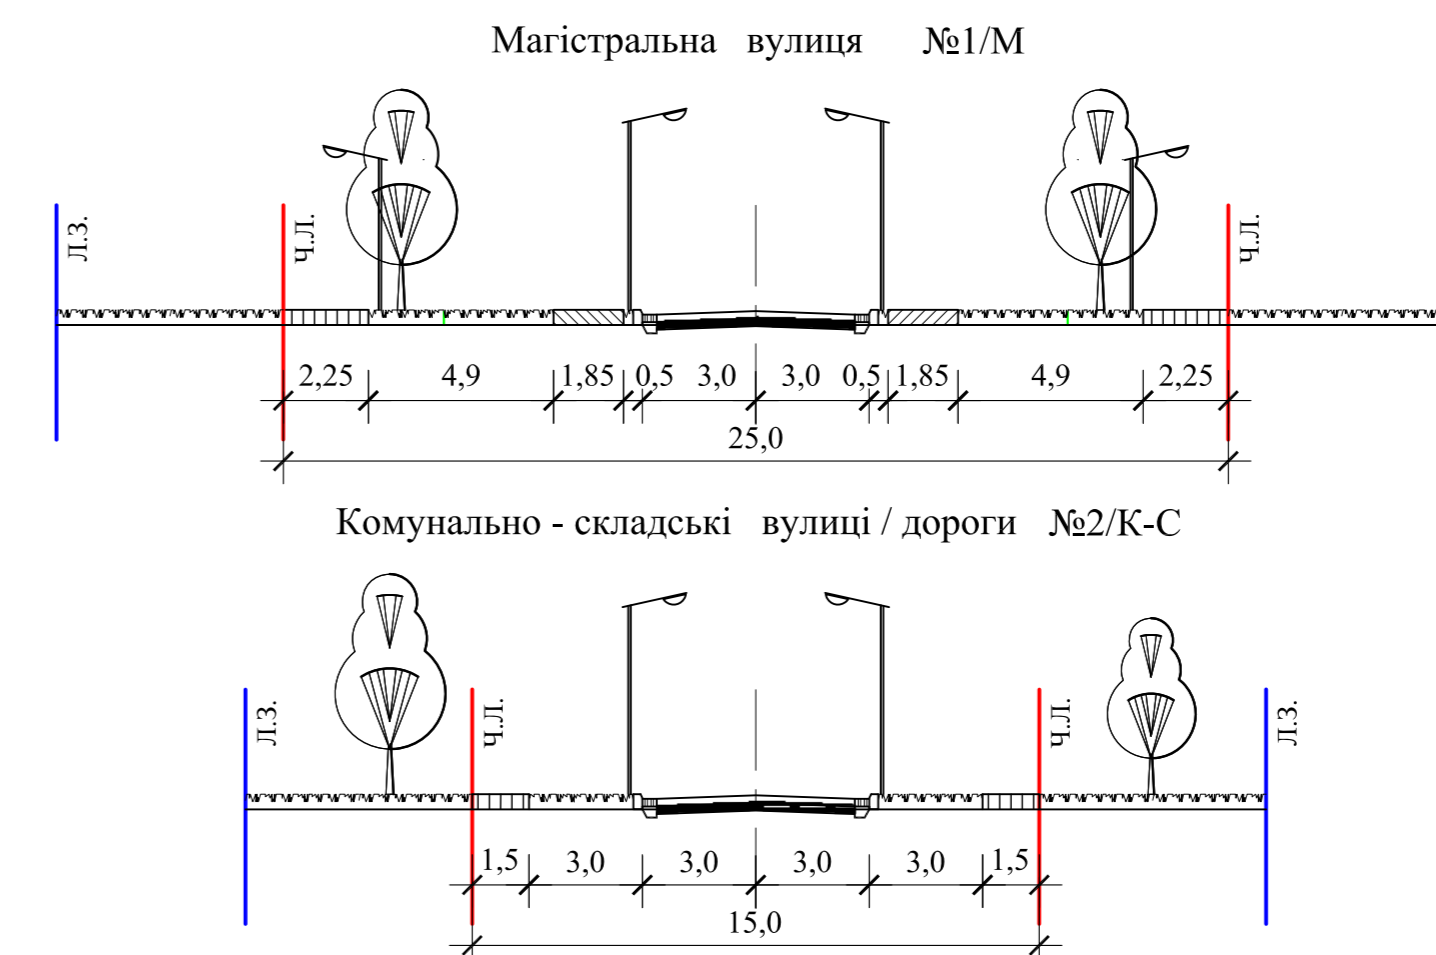 Магістральна вулиця №1/М
Л.З.
Ч.Л.
Ч.Л.
2,25 4,9 1,85 0,5 3,0 3,0 0,5 1,85 4,9 2,25
25,0
Комунально - складські вулиці / дороги №2/К-С
Л.З.
Ч.Л.
Ч.Л.
Л.З.
1,5 3,0 3,0 3,0 3,0 1,5
15,0